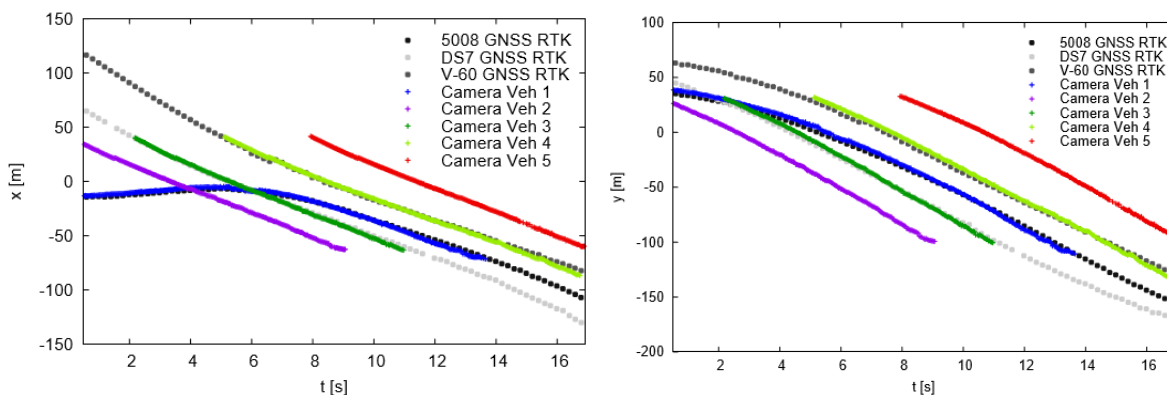 150
100
50
0
-50
-100
-150
x [m]
5008 GNSS RTK
DS7 GNSS RTK
V-60 GNSS RTK
Camera Veh 1
Camera Veh 2
Camera Veh 3
Camera Veh 4
Camera Veh 5
2 4 6 8 10 12 14 16
t [s]
100
50
0
-50
-100
-150
-200
y [m]
5008 GNSS RTK
DS7 GNSS RTK
V-60 GNSS RTK
Camera Veh 1
Camera Veh 2
Camera Veh 3
Camera Veh 4
Camera Veh 5
2 4 6 8 10 12 14 16
t [s]